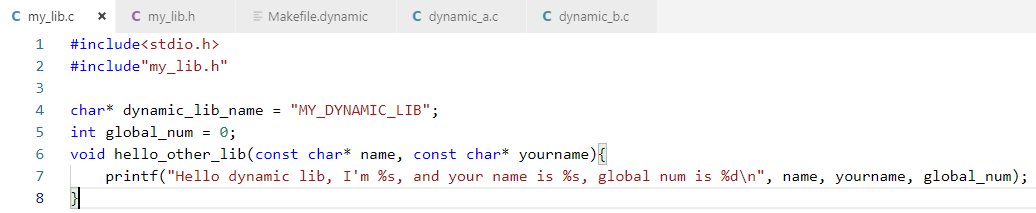 C my_lib.c × C my_lib.h Makefile.dynamic C dynamic_a.c C dynamic_b.c
1 #include<stdio.h>
2 #include"my_lib.h"
3
4 char* dynamic_lib_name = "MY_DYNAMIC_LIB";
5 int global_num = 0;
6 void hello_other_lib(const char* name, const char* yourname){
7     printf("Hello dynamic lib, I'm %s, and your name is %s, global num is %d\n", name, yourname, global_num);
8 }